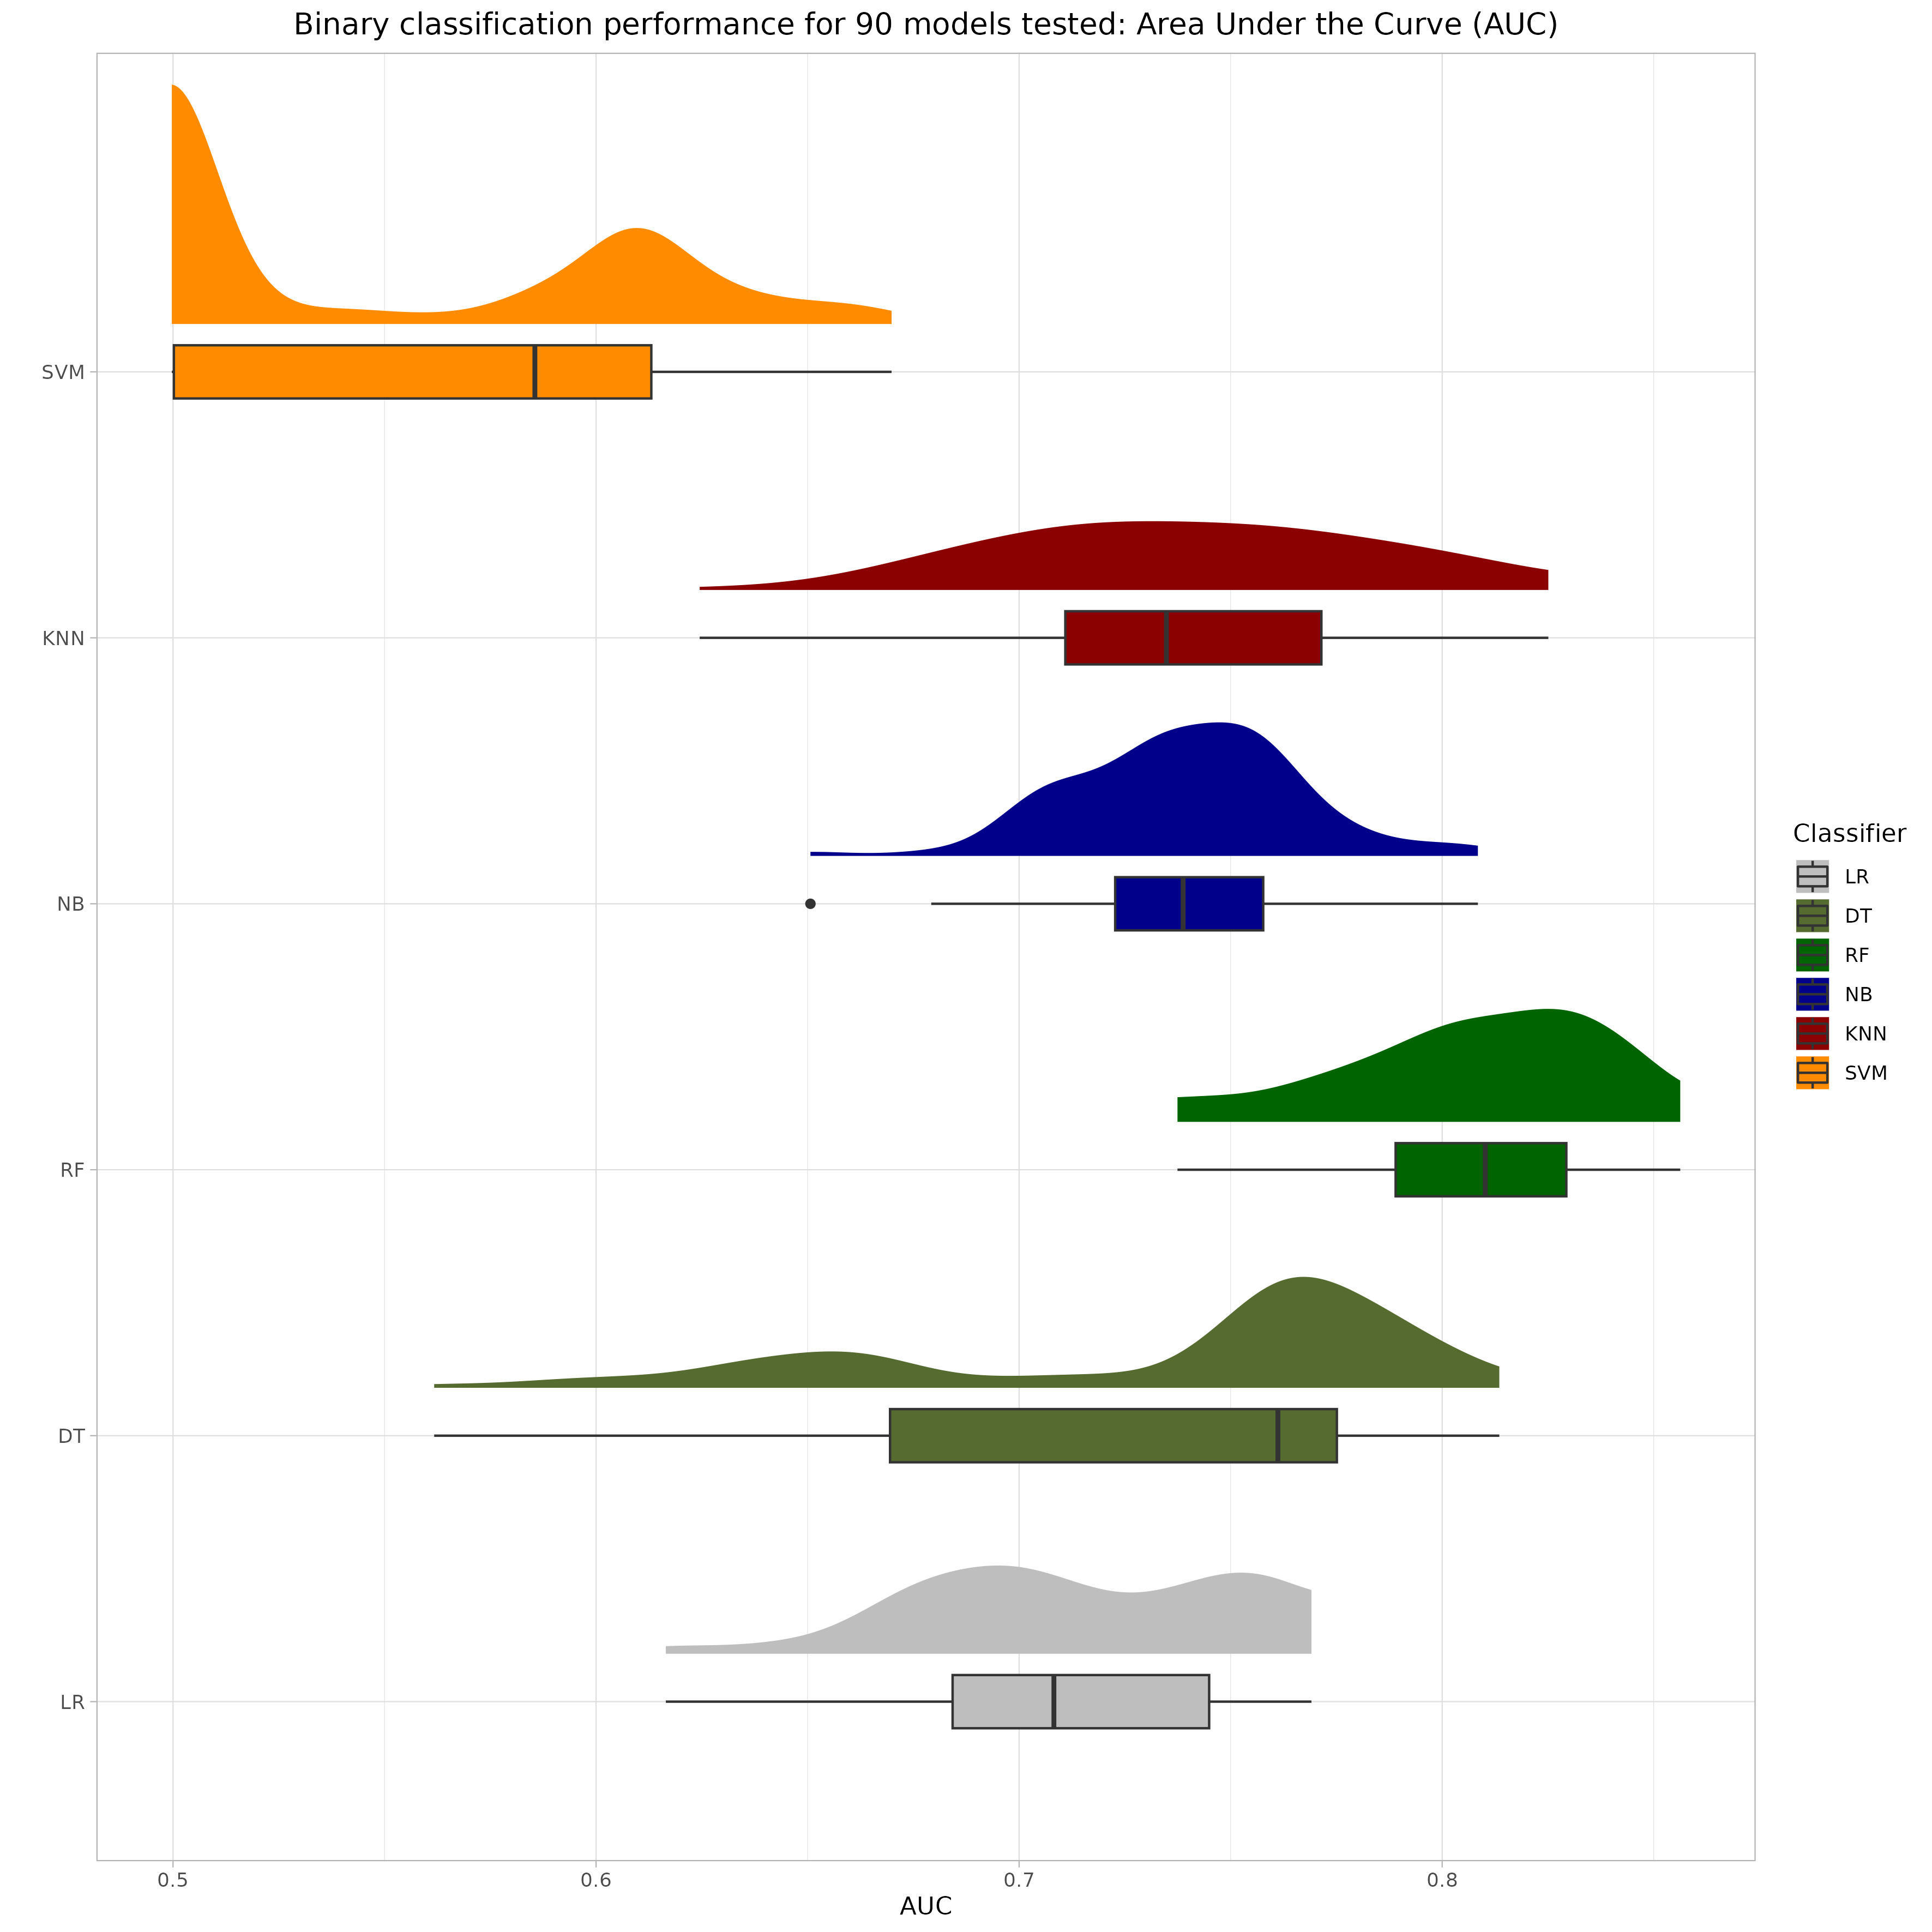 Binary classification performance for 90 models tested: Area Under the Curve (AUC)
SVM
KNN
NB
RF
DT
LR
0.5
0.6
0.7
0.8
AUC
Classifier
LR
DT
RF
NB
KNN
SVM